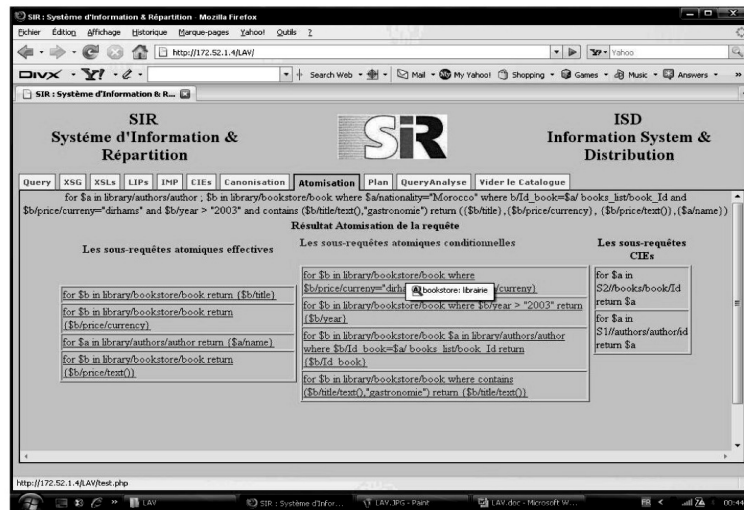 SIR : Système d'Information & Répartition - Mozilla Firefox
Fichier Édition Affichage Historique Marque-pages Yahoo! Outils ?
http://172.52.1.4/LAV/
Yahoo
DIVX Y! Search Web Mail My Yahoo! Shopping Games Music Answers »
SIR : Système d'Information & R...
SIR
Systéme d'Information &
Répartition
SIR
ISD
Information System &
Distribution
Query XSG XSLs LIPs IMP CIEs Canonisation Atomisation Plan QueryAnalyse Vider le Catalogue
for $a in library/authors/author ; $b in library/bookstore/book where $a/nationality="Morocco" where b/Id_book=$a/ books_list/book_Id and
$b/price/curreny="dirhams" and $b/year > "2003" and contains ($b/title/text(),"gastronomie") return ({$b/title},{$b/price/currency}, {$b/price/text()},{$a/name})
Résultat Atomisation de la requête
Les sous-requêtes atomiques effectives
for $b in library/bookstore/book return {$b/title}
for $b in library/bookstore/book return
{$b/price/currency}
for $a in library/authors/author return {$a/name}
for $b in library/bookstore/book return
{$b/price/text()}
Les sous-requêtes atomiques conditionnelles
for $b in library/bookstore/book where
$b/price/curreny="dirha /curreny}
bookstore: librairie
for $b in library/bookstore/book where $b/year > "2003" return
{$b/year}
for $b in library/bookstore/book $a in library/authors/author
where $b/Id_book=$a/ books_list/book_Id return
{$b/Id_book}
for $b in library/bookstore/book where contains
($b/title/text(),"gastronomie") return {$b/title/text()}
Les sous-requêtes
CIEs
for $a in
S2//books/book/Id
return $a
for $a in
S1//authors/author/id
return $a
http://172.52.1.4/LAV/test.php
» LAV SIR : Système d'Infor... LAV.JPG - Paint LAV.doc - Microsoft W... FR < 00:44